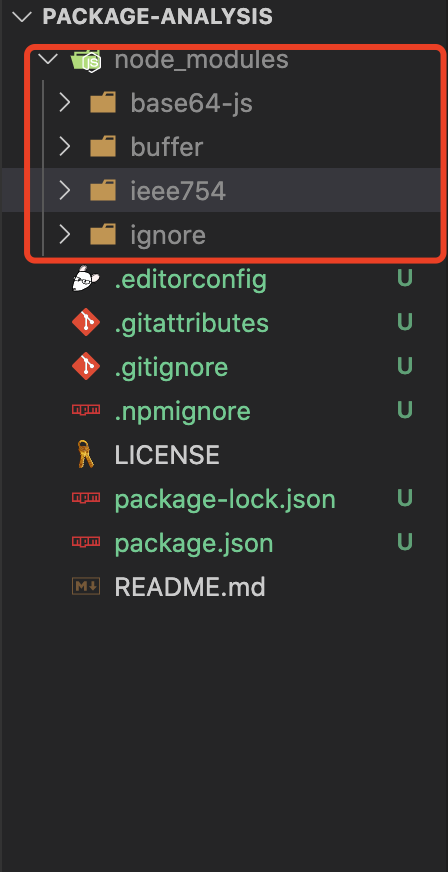 PACKAGE-ANALYSIS
node_modules
base64-js
buffer
ieee754
ignore
.editorconfig U
.gitattributes U
.gitignore U
.npmignore U
LICENSE
package-lock.json U
package.json U
README.md